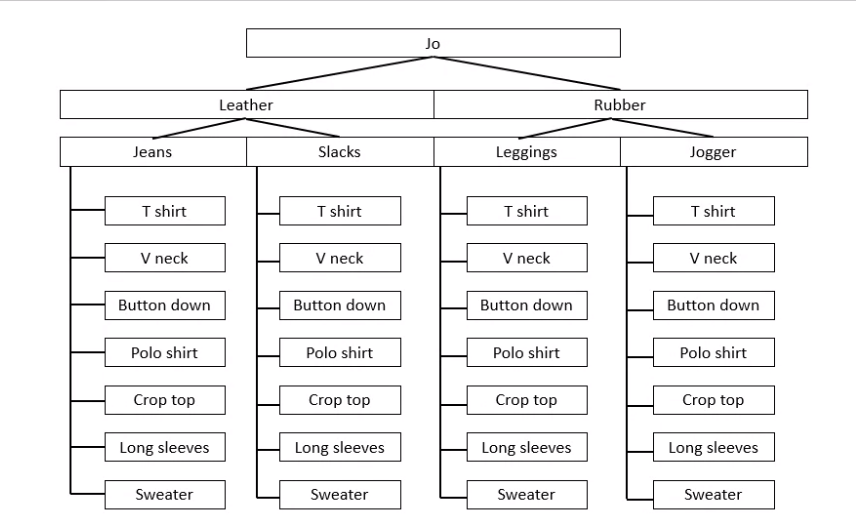 Jo
Leather Rubber
Jeans Slacks Leggings Jogger
T shirt T shirt T shirt T shirt
V neck V neck V neck V neck
Button down Button down Button down Button down
Polo shirt Polo shirt Polo shirt Polo shirt
Crop top Crop top Crop top Crop top
Long sleeves Long sleeves Long sleeves Long sleeves
Sweater Sweater Sweater Sweater